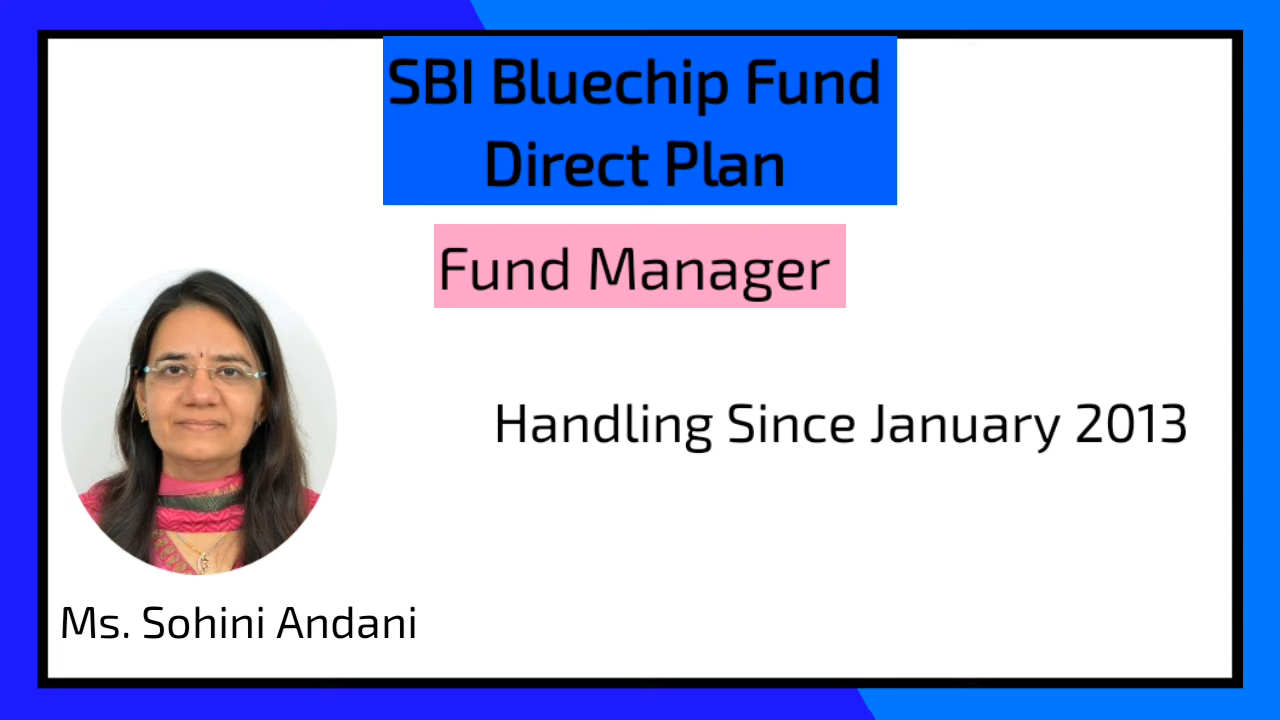 SBI Bluechip Fund
Direct Plan
Fund Manager
Handling Since January 2013
Ms. Sohini Andani